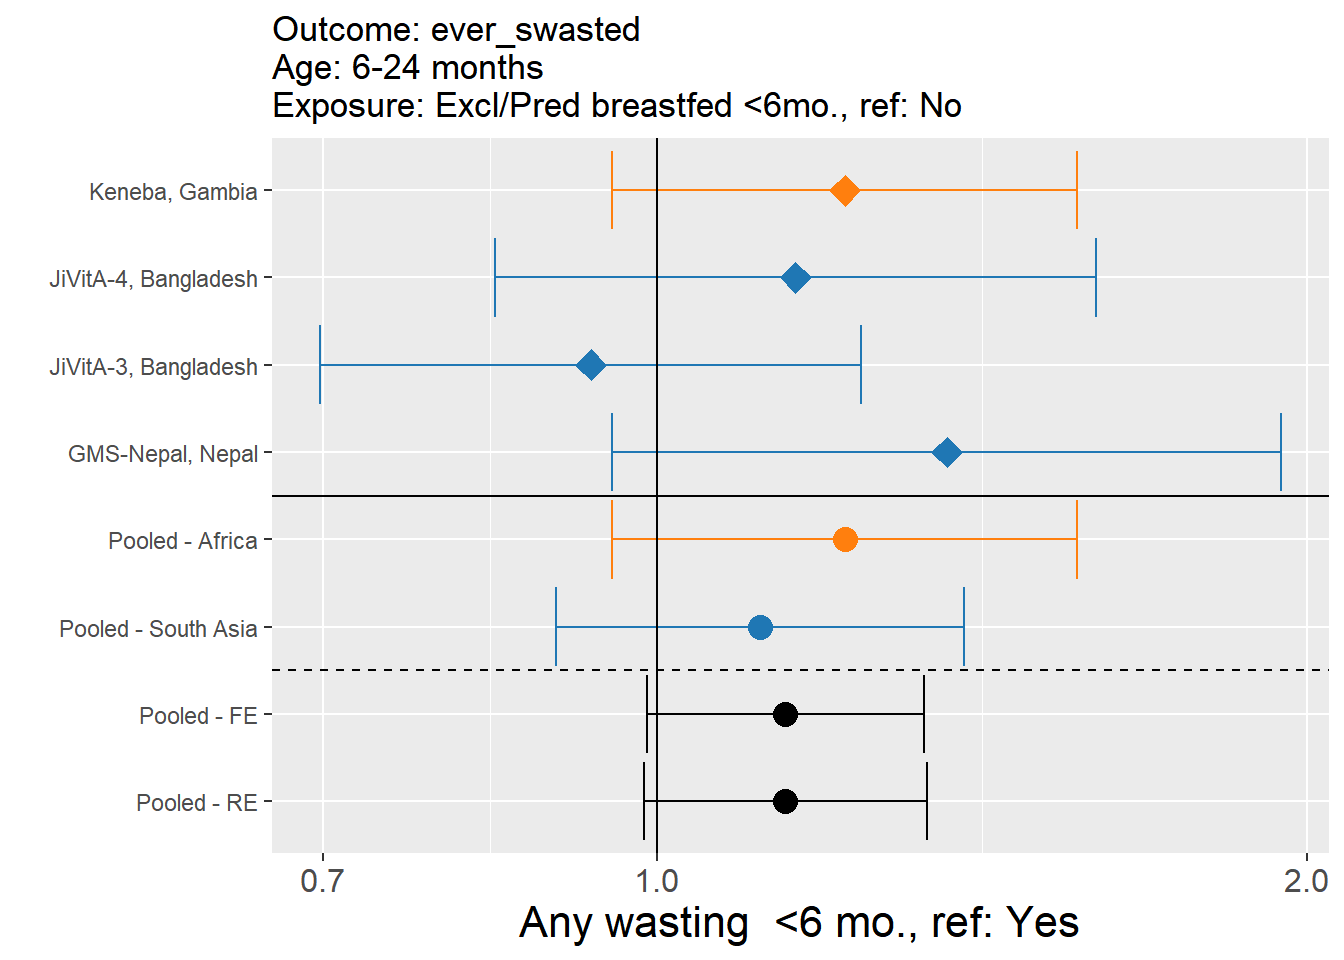 Outcome: ever_swasted
Age: 6-24 months
Exposure: Excl/Pred breastfed <6mo., ref: No
Keneba, Gambia
JiVitA-4, Bangladesh
JiVitA-3, Bangladesh
GMS-Nepal, Nepal
Pooled - Africa
Pooled - South Asia
Pooled - FE
Pooled - RE
0.7 1.0 2.0
Any wasting  <6 mo., ref: Yes